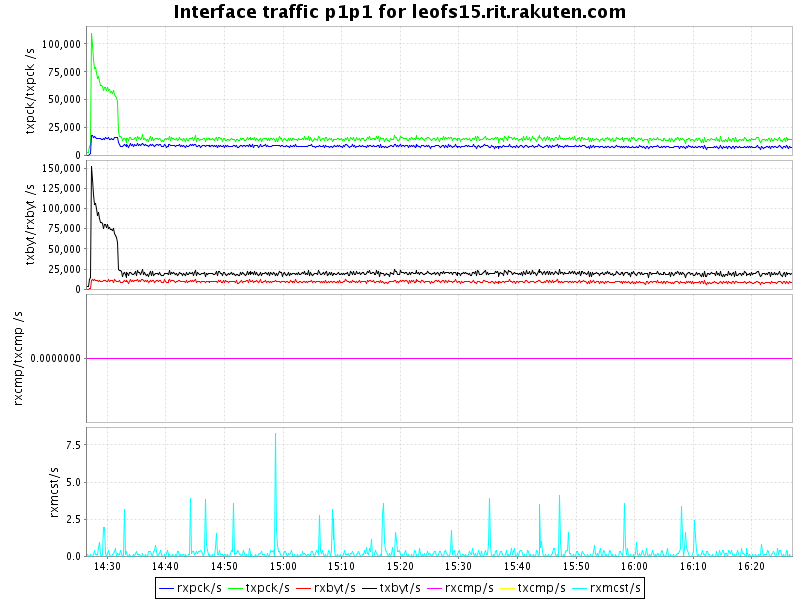 Interface traffic p1p1 for leofs15.rit.rakuten.com
txpck/txpck /s
100,000
75,000
50,000
25,000
0
txbyt/rxbyt /s
150,000
125,000
100,000
75,000
50,000
25,000
0
rxcmp/txcmp /s
0.0000000
rxmcst/s
7.5
5.0
2.5
0.0
14:30 14:40 14:50 15:00 15:10 15:20 15:30 15:40 15:50 16:00 16:10 16:20
rxpck/s txpck/s rxbyt/s txbyt/s rxcmp/s txcmp/s rxmcst/s